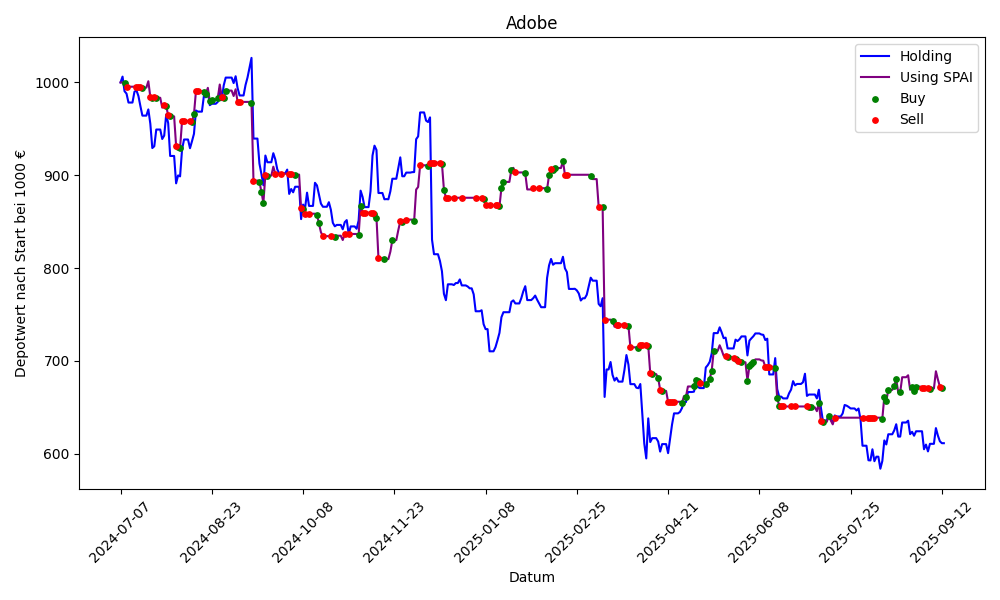 Adobe
Holding
Using SPAI
Buy
Sell
Depotwert nach Start bei 1000 €
1000
900
800
700
600
2024-07-07
2024-08-23
2024-10-08
2024-11-23
2025-01-08
2025-02-25
2025-04-21
2025-06-08
2025-07-25
2025-09-12
Datum